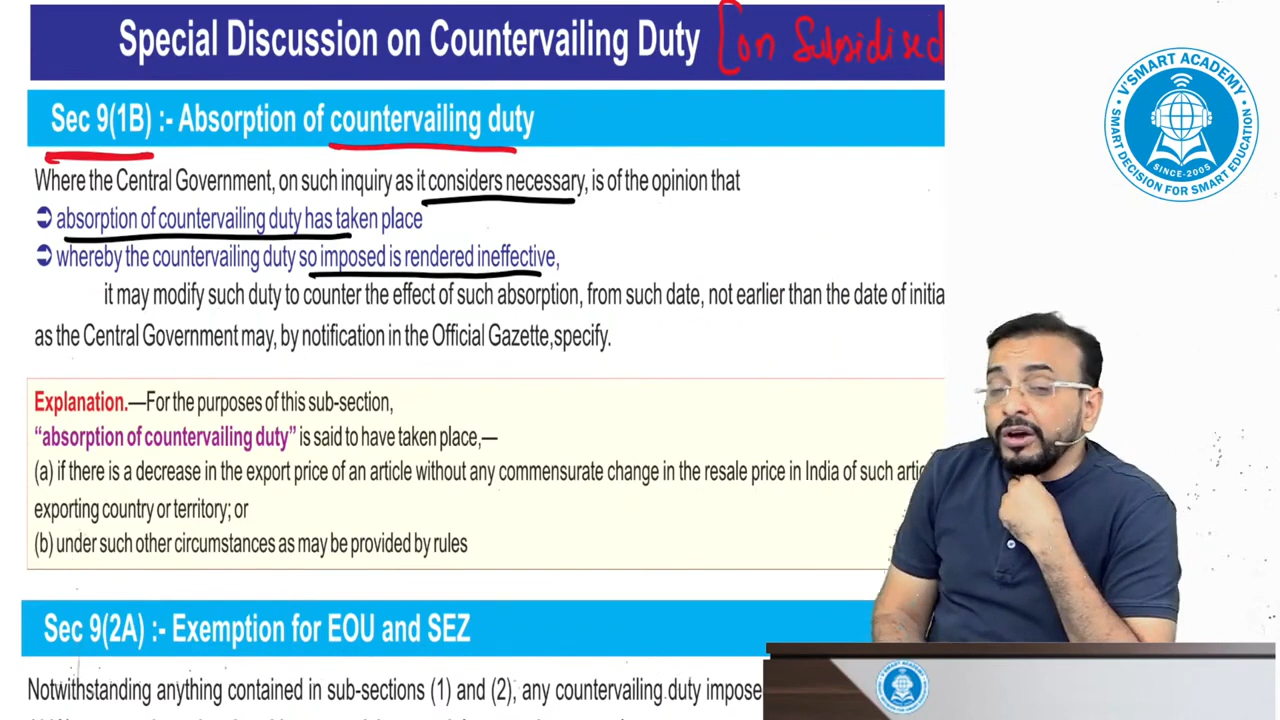 Special Discussion on Countervailing Duty [on Subsidised
Sec 9(1B) :- Absorption of countervailing duty
Where the Central Government, on such inquiry as it considers necessary, is of the opinion that
➲ absorption of countervailing duty has taken place
➲ whereby the countervailing duty so imposed is rendered ineffective,
it may modify such duty to counter the effect of such absorption, from such date, not earlier than the date of initia
as the Central Government may, by notification in the Official Gazette,specify.
Explanation.—For the purposes of this sub-section,
“absorption of countervailing duty” is said to have taken place,—
(a) if there is a decrease in the export price of an article without any commensurate change in the resale price in India of such artic
exporting country or territory; or
(b) under such other circumstances as may be provided by rules
Sec 9(2A) :- Exemption for EOU and SEZ
Notwithstanding anything contained in sub-sections (1) and (2), any countervailing duty impose
V'SMART ACADEMY
SINCE-2005
SMART DECISION FOR SMART EDUCATION
V'SMART ACADEMY